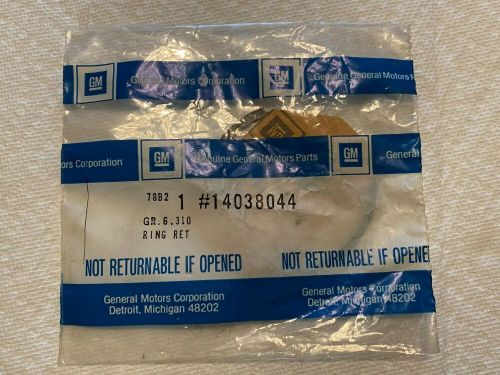 GM General Motors Corporation GM Genuine General Motors P
ors Corporation GM Genuine General Motors Parts GM General
78B2 1 #14038044
GR.6.310
RING RET
NOT RETURNABLE IF OPENED NOT RETURNABLE IF OPENED
General Motors Corporation General Motors Corporation
Detroit, Michigan 48202 Detroit, Michigan 48202